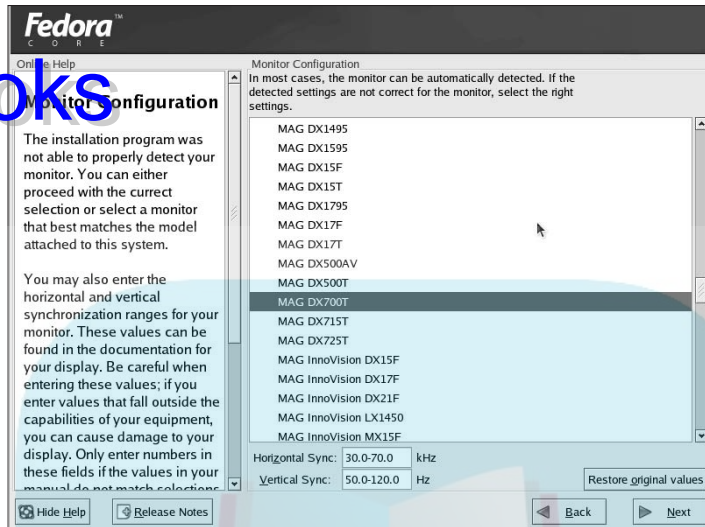 Fedora™
CORE
Online Help
Monitor Configuration
The installation program was
not able to properly detect your
monitor. You can either
proceed with the currect
selection or select a monitor
that best matches the model
attached to this system.
You may also enter the
horizontal and vertical
synchronization ranges for your
monitor. These values can be
found in the documentation for
your display. Be careful when
entering these values; if you
enter values that fall outside the
capabilities of your equipment,
you can cause damage to your
display. Only enter numbers in
these fields if the values in your
manual do not match selections
Hide Help
Release Notes
Monitor Configuration
In most cases, the monitor can be automatically detected. If the
detected settings are not correct for the monitor, select the right
settings.
MAG DX1495
MAG DX1595
MAG DX15F
MAG DX15T
MAG DX1795
MAG DX17F
MAG DX17T
MAG DX500AV
MAG DX500T
MAG DX700T
MAG DX715T
MAG DX725T
MAG InnoVision DX15F
MAG InnoVision DX17F
MAG InnoVision DX21F
MAG InnoVision LX1450
MAG InnoVision MX15F
Horizontal Sync: 30.0-70.0 kHz
Vertical Sync: 50.0-120.0 Hz
Restore original values
Back
Next
oks